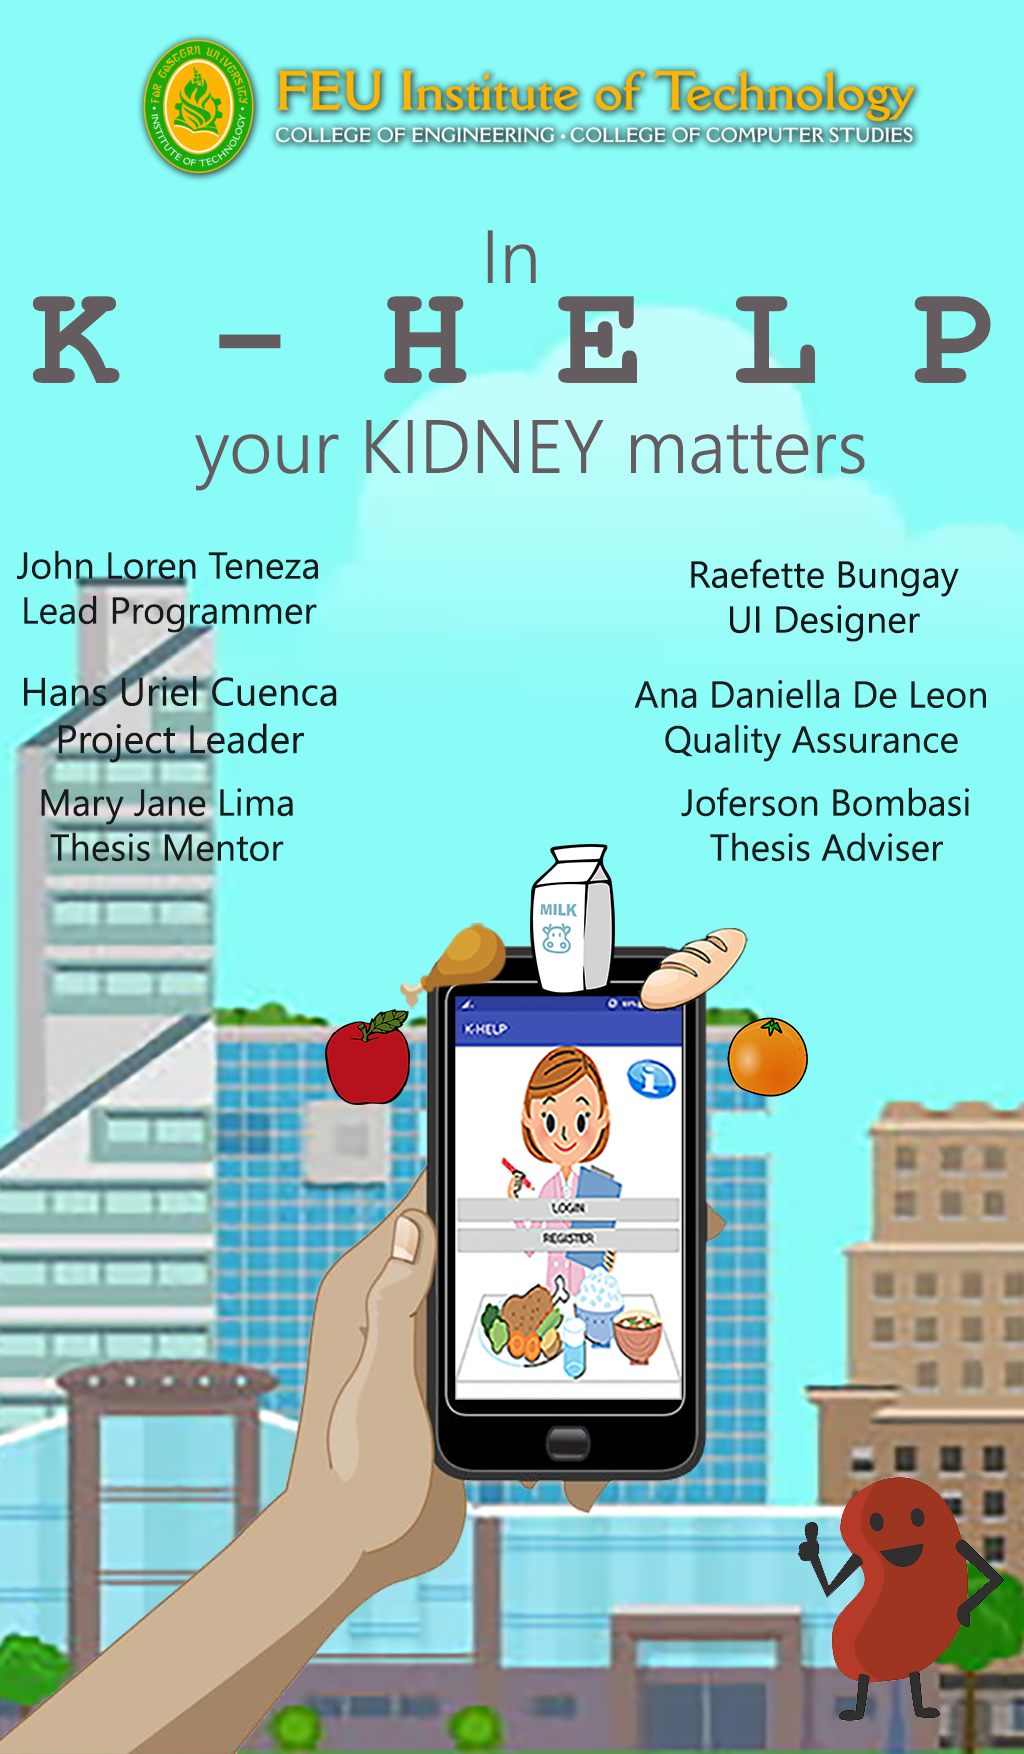 FAR EASTERN UNIVERSITY
INSTITUTE OF TECHNOLOGY
FEU Institute of Technology
COLLEGE OF ENGINEERING • COLLEGE OF COMPUTER STUDIES
In
K - H E L P
your KIDNEY matters
John Loren Teneza
Lead Programmer
Raefette Bungay
UI Designer
Hans Uriel Cuenca
Project Leader
Ana Daniella De Leon
Quality Assurance
Mary Jane Lima
Thesis Mentor
Joferson Bombasi
Thesis Adviser
MILK
K-HELP
LOGIN
REGISTER